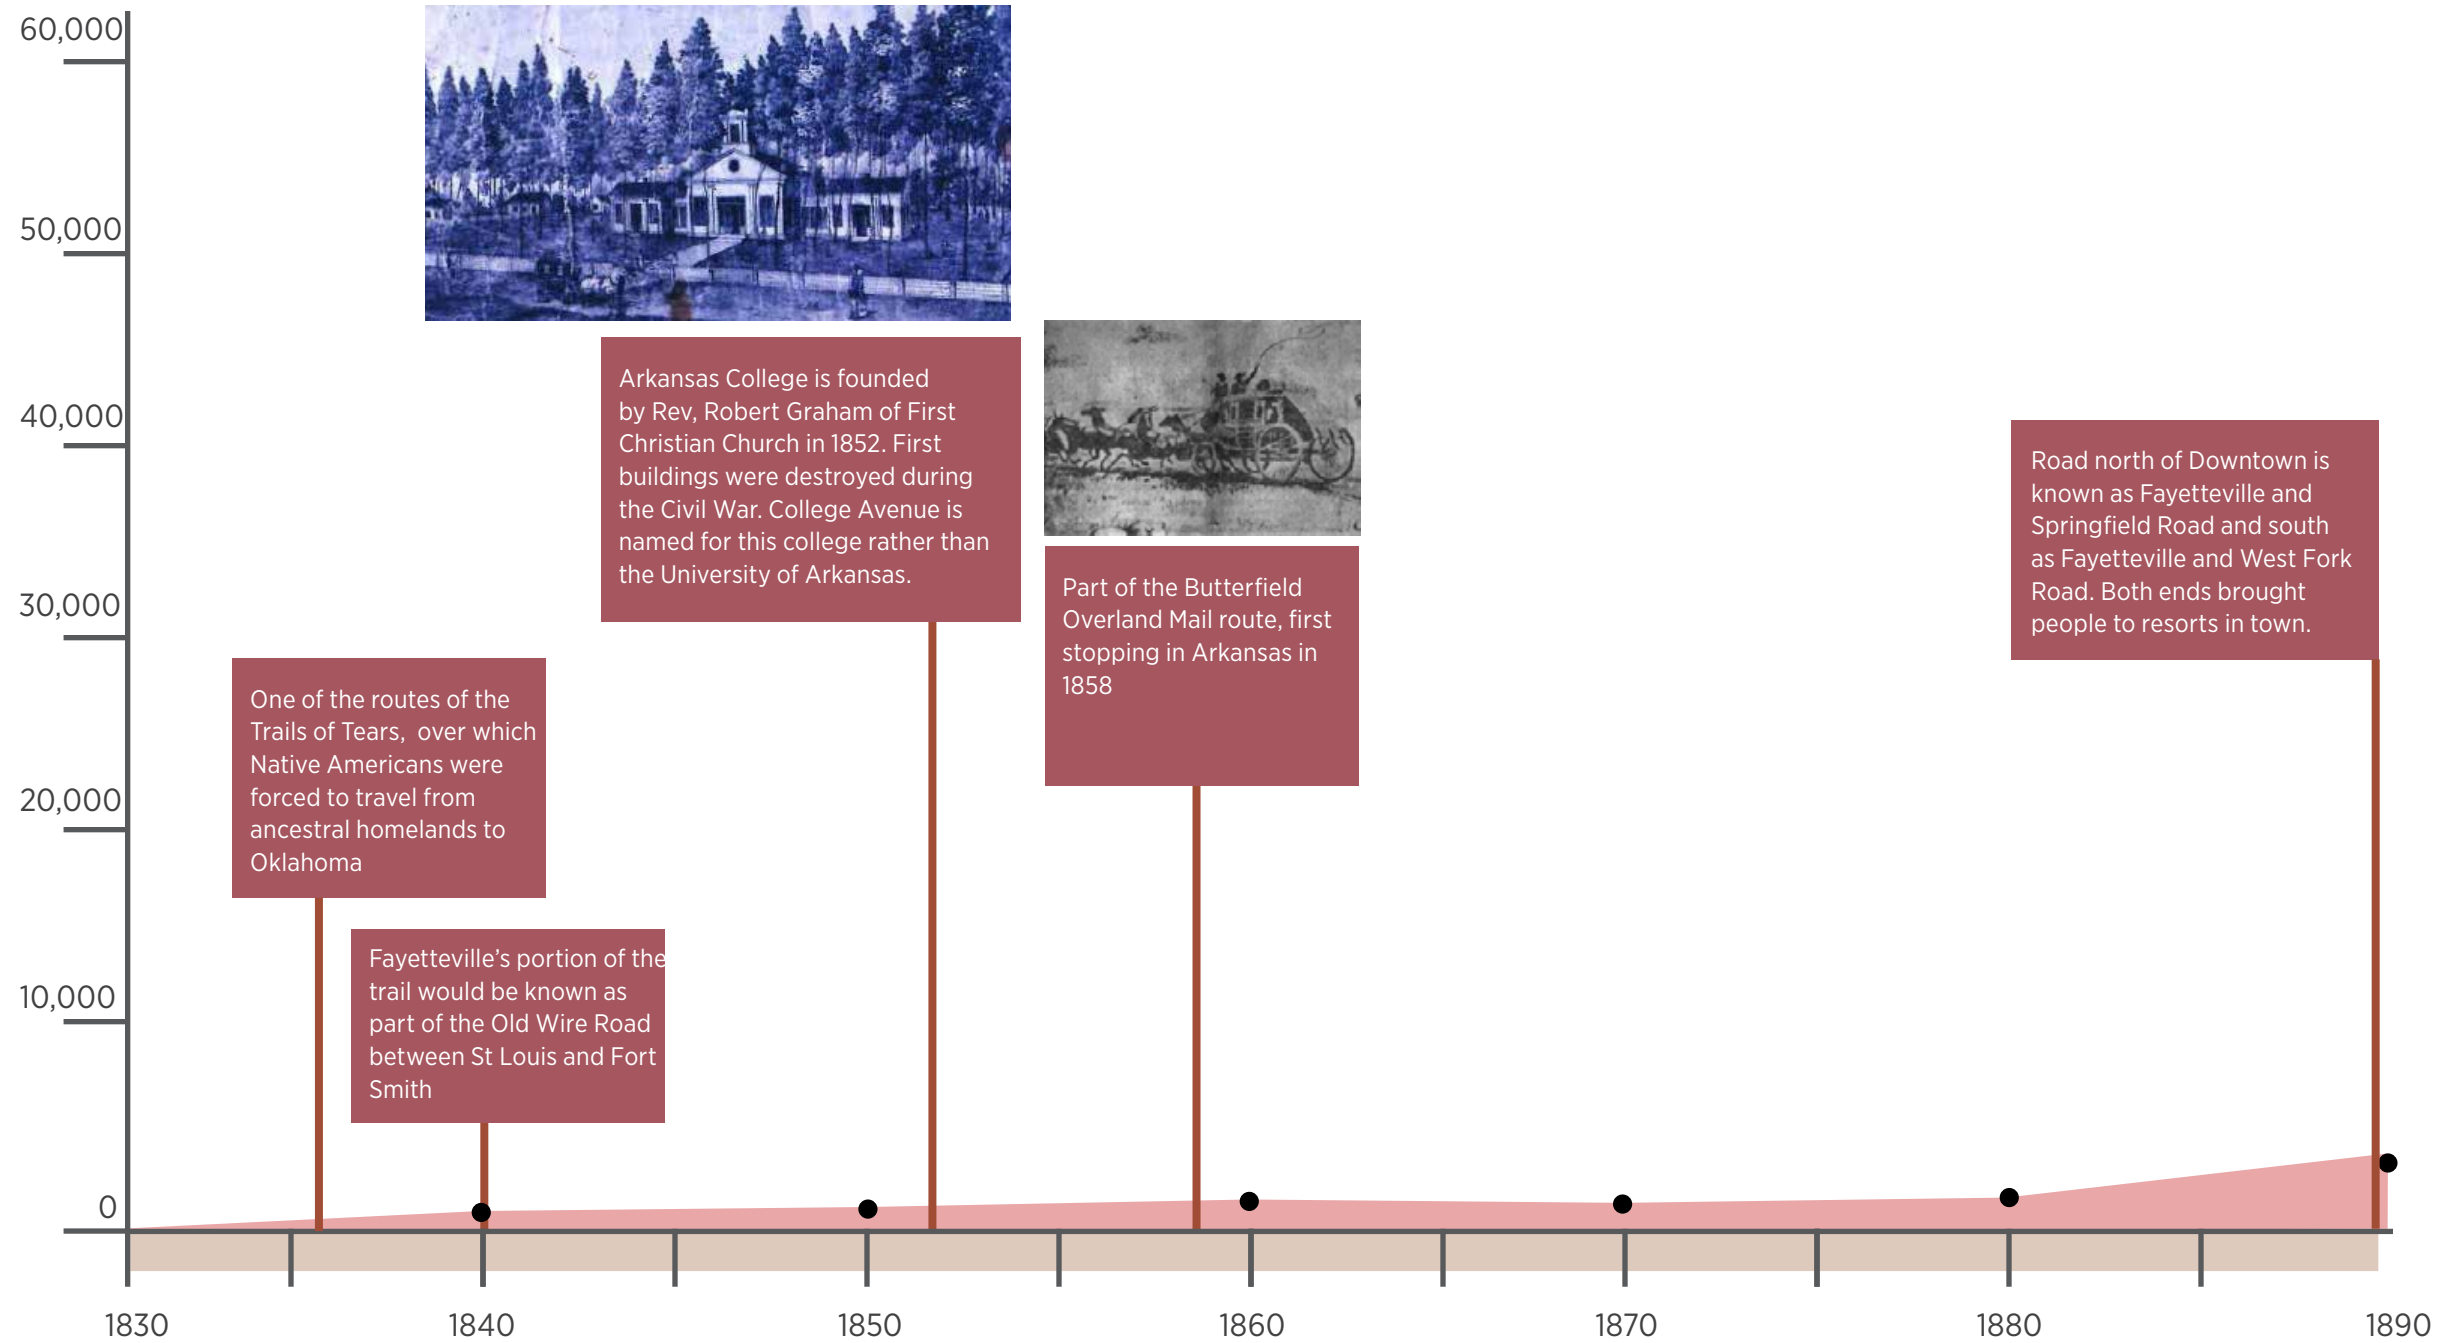 60,000
50,000
40,000
30,000
20,000
10,000
0
Arkansas College is founded
by Rev, Robert Graham of First
Christian Church in 1852. First
buildings were destroyed during
the Civil War. College Avenue is
named for this college rather than
the University of Arkansas.
Part of the Butterfield
Overland Mail route, first
stopping in Arkansas in
1858
Road north of Downtown is
known as Fayetteville and
Springfield Road and south
as Fayetteville and West Fork
Road. Both ends brought
people to resorts in town.
One of the routes of the
Trails of Tears,  over which
Native Americans were
forced to travel from
ancestral homelands to
Oklahoma
Fayetteville’s portion of the
trail would be known as
part of the Old Wire Road
between St Louis and Fort
Smith
1830 1840 1850 1860 1870 1880 1890